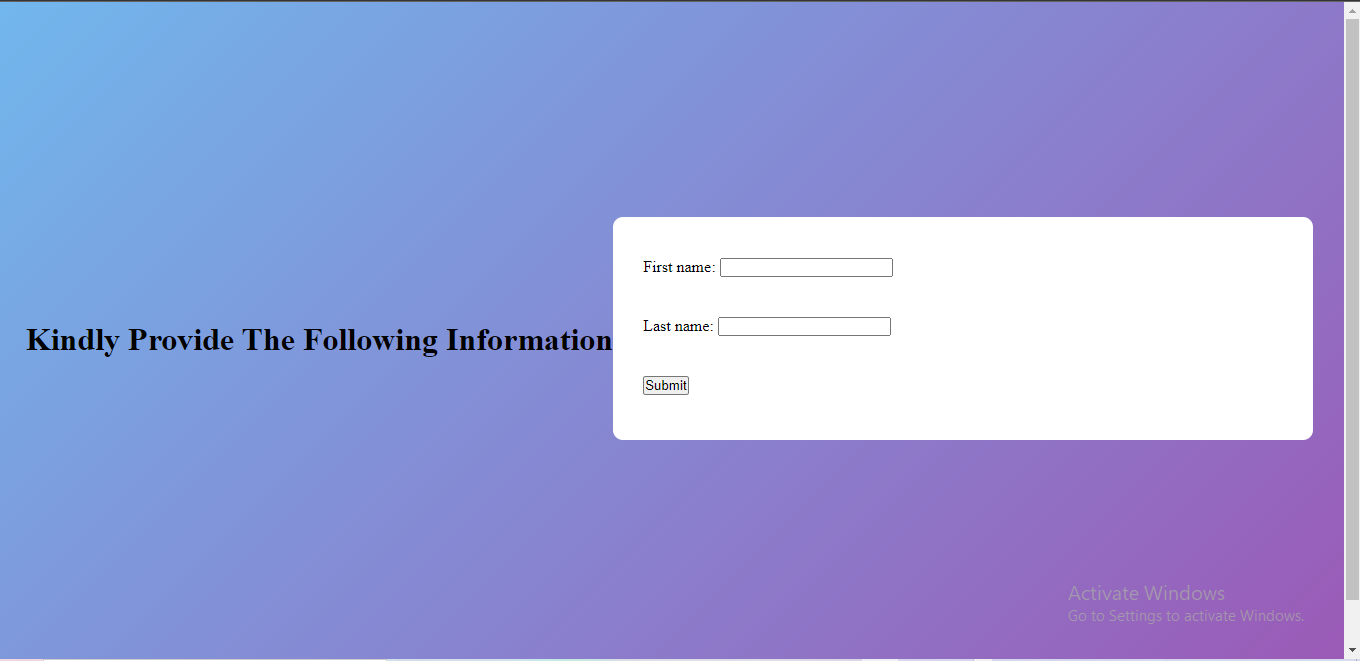 Kindly Provide The Following Information
First name:
Last name:
Submit
Activate Windows
Go to Settings to activate Windows.